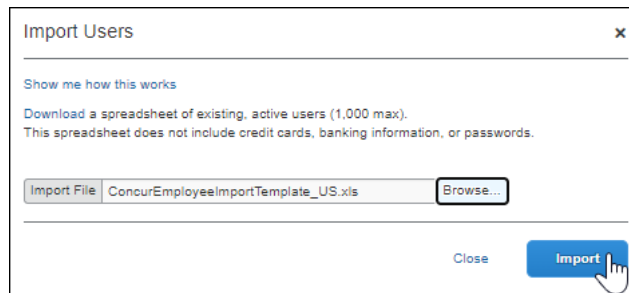 Import Users
×
Show me how this works
Download a spreadsheet of existing, active users (1,000 max).
This spreadsheet does not include credit cards, banking information, or passwords.
Import File ConcurEmployeeImportTemplate_US.xls Browse...
Close Import